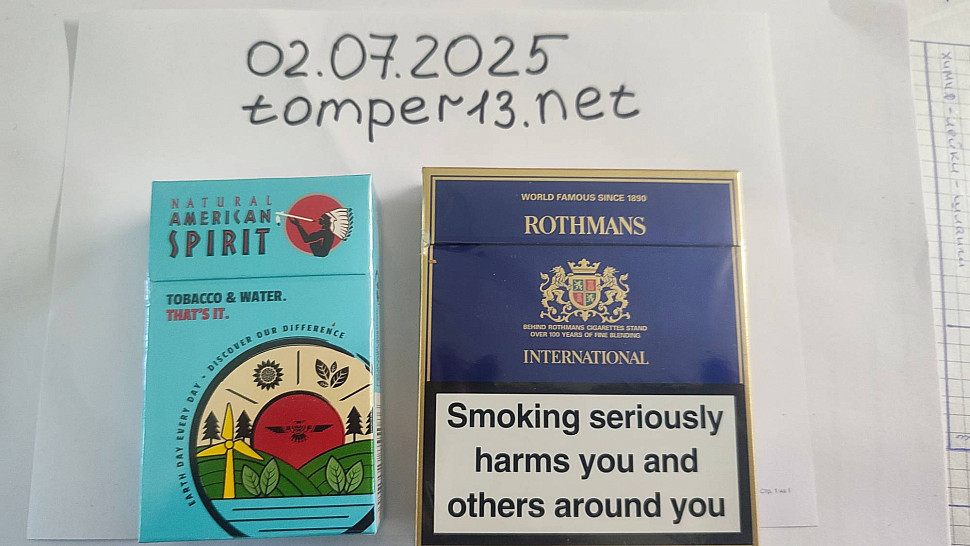 02.07.2025
tomper13.net
NATURAL
AMERICAN
SPIRIT
TOBACCO & WATER.
THAT'S IT.
EARTH DAY EVERY DAY • DISCOVER OUR DIFFERENCE
WORLD FAMOUS SINCE 1890
ROTHMANS
INTERNATIONAL
BEHIND ROTHMANS CIGARETTES STAND
OVER 100 YEARS OF FINE BLENDING
Smoking seriously
harms you and
others around you